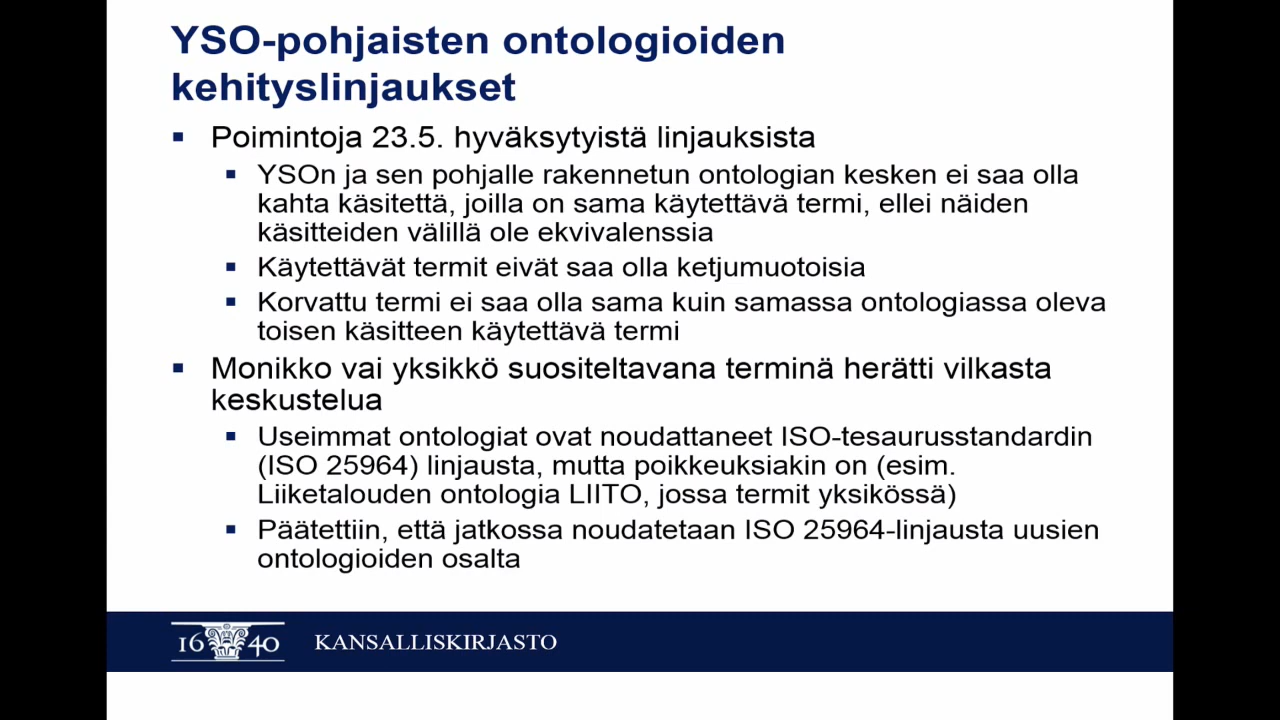 YSO-pohjaisten ontologioiden
kehityslinjaukset
Poimintoja 23.5. hyväksytyistä linjauksista
YSOn ja sen pohjalle rakennetun ontologian kesken ei saa olla
kahta käsitettä, joilla on sama käytettävä termi, ellei näiden
käsitteiden välillä ole ekvivalenssia
Käytettävät termit eivät saa olla ketjumuotoisia
Korvattu termi ei saa olla sama kuin samassa ontologiassa oleva
toisen käsitteen käytettävä termi
Monikko vai yksikkö suositeltavana terminä herätti vilkasta
keskustelua
Useimmat ontologiat ovat noudattaneet ISO-tesaurusstandardin
(ISO 25964) linjausta, mutta poikkeuksiakin on (esim.
Liiketalouden ontologia LIITO, jossa termit yksikössä)
Päätettiin, että jatkossa noudatetaan ISO 25964-linjausta uusien
ontologioiden osalta
1640 KANSALLISKIRJASTO